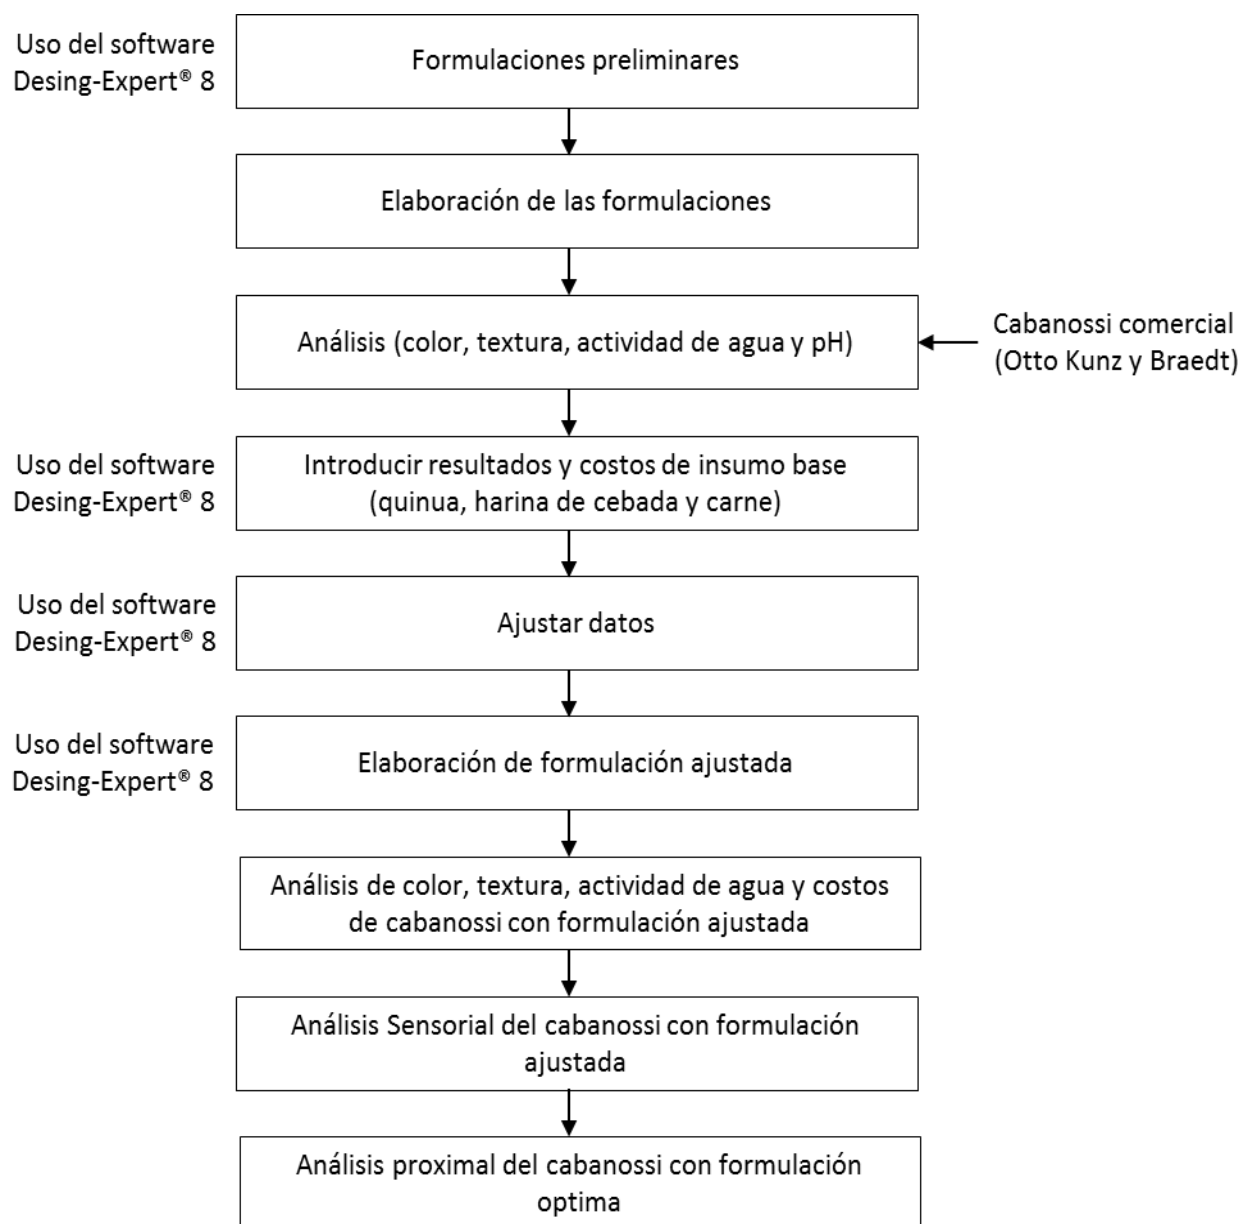 Uso del software
Desing-Expert® 8
Formulaciones preliminares
Elaboración de las formulaciones
Análisis (color, textura, actividad de agua y pH)
Cabanossi comercial
(Otto Kunz y Braedt)
Uso del software
Desing-Expert® 8
Introducir resultados y costos de insumo base
(quinua, harina de cebada y carne)
Uso del software
Desing-Expert® 8
Ajustar datos
Uso del software
Desing-Expert® 8
Elaboración de formulación ajustada
Análisis de color, textura, actividad de agua y costos
de cabanossi con formulación ajustada
Análisis Sensorial del cabanossi con formulación
ajustada
Análisis proximal del cabanossi con formulación
optima